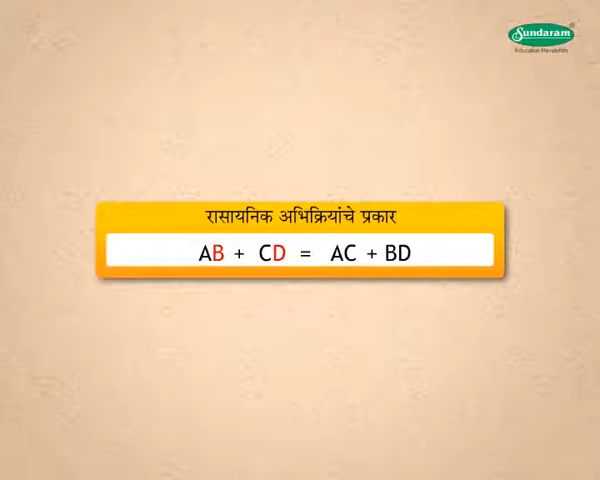 Sundaram®
Education Revolution
रासायनिक अभिक्रियांचे प्रकार
AB + CD = AC + BD